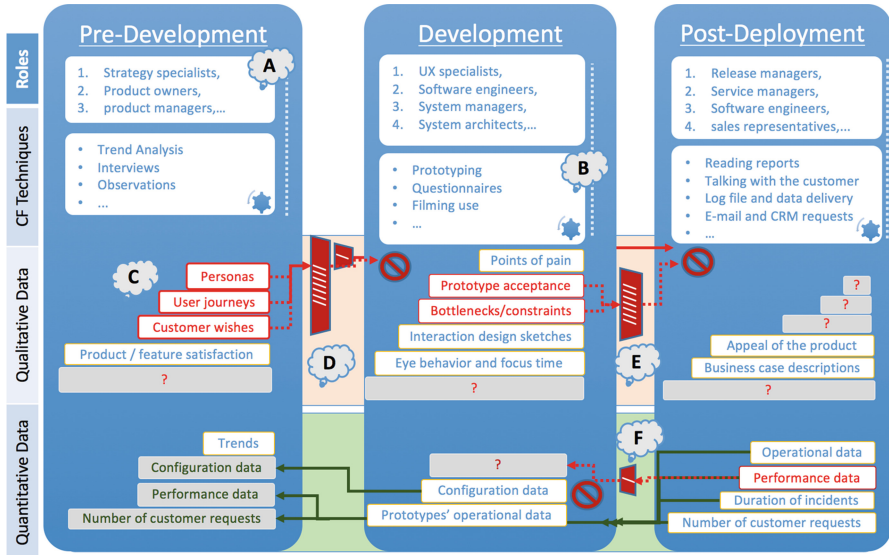 Pre-Development
Development
Post-Deployment
Roles
1. Strategy specialists,
2. Product owners,
3. product managers,...
A
1. UX specialists,
2. Software engineers,
3. System managers,
4. System architects,...
1. Release managers,
2. Service managers,
3. Software engineers,
4. sales representatives,...
CF Techniques
• Trend Analysis
• Interviews
• Observations
• ...
• Prototyping
• Questionnaires
• Filming use
• ...
B
• Reading reports
• Talking with the customer
• Log file and data delivery
• E-mail and CRM requests
• ...
Qualitative Data
C
Personas
User journeys
Customer wishes
Product / feature satisfaction
?
D
Points of pain
Prototype acceptance
Bottlenecks/constraints
Interaction design sketches
Eye behavior and focus time
?
E
?
?
?
Appeal of the product
Business case descriptions
?
Quantitative Data
Trends
Configuration data
Performance data
Number of customer requests
?
Configuration data
Prototypes' operational data
F
Operational data
Performance data
Duration of incidents
Number of customer requests